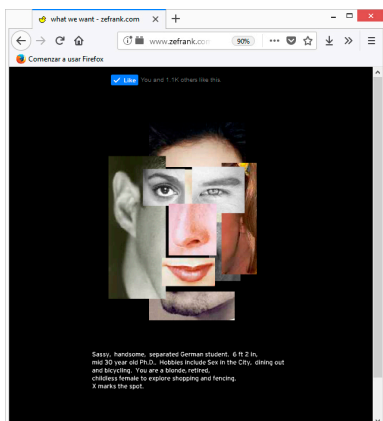 what we want - zefrank.com
www.zefrank.com
90%
Comenzar a usar Firefox
Like You and 1.1K others like this
Sassy, handsome, separated German student. 6 ft 2 in,
mid 30 year old Ph.D., Hobbies include Sex in the City, dining out
and bicycling. You are a blonde, retired,
childless female to explore shopping and fencing.
X marks the spot.